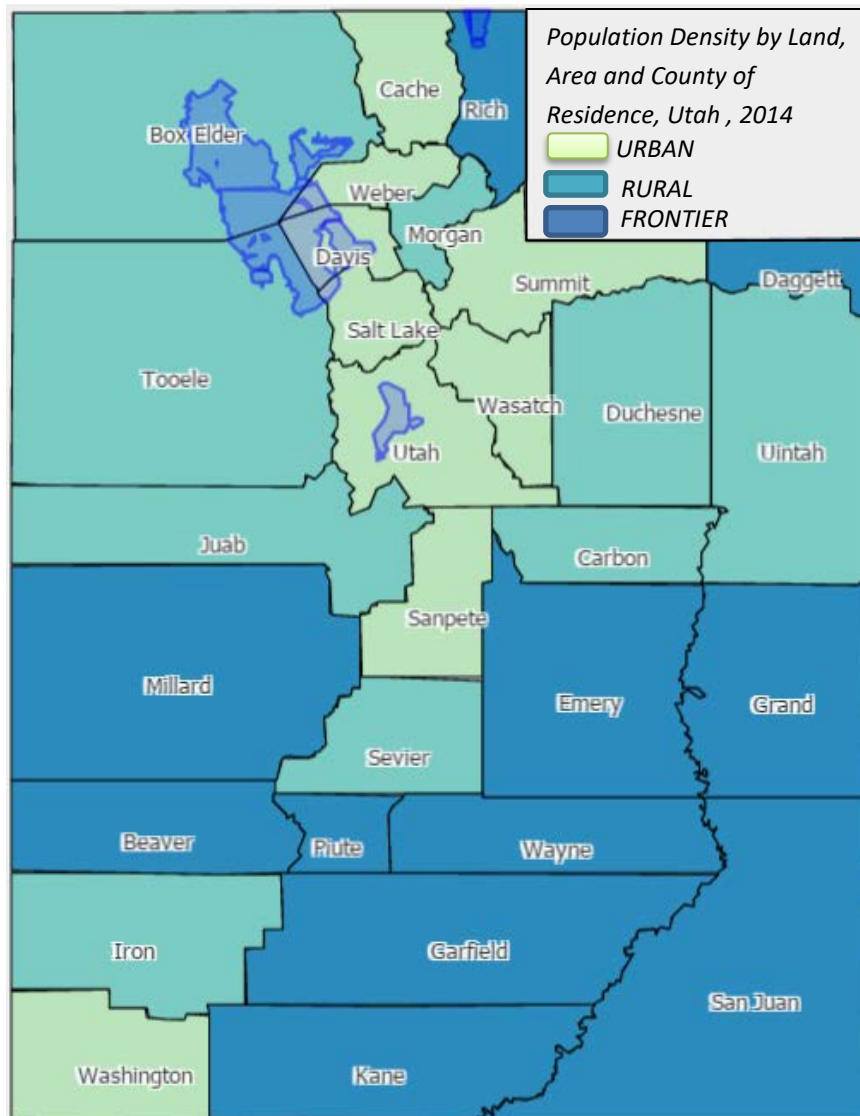 Population Density by Land,
Area and County of
Residence, Utah , 2014
URBAN
RURAL
FRONTIER
Cache
Rich
Box Elder
Weber
Morgan
Davis
Summit
Daggett
Salt Lake
Tooele
Wasatch
Duchesne
Utah
Uintah
Juab
Carbon
Sanpete
Millard
Emery
Grand
Sevier
Beaver
Piute
Wayne
Iron
Garfield
San Juan
Washington
Kane